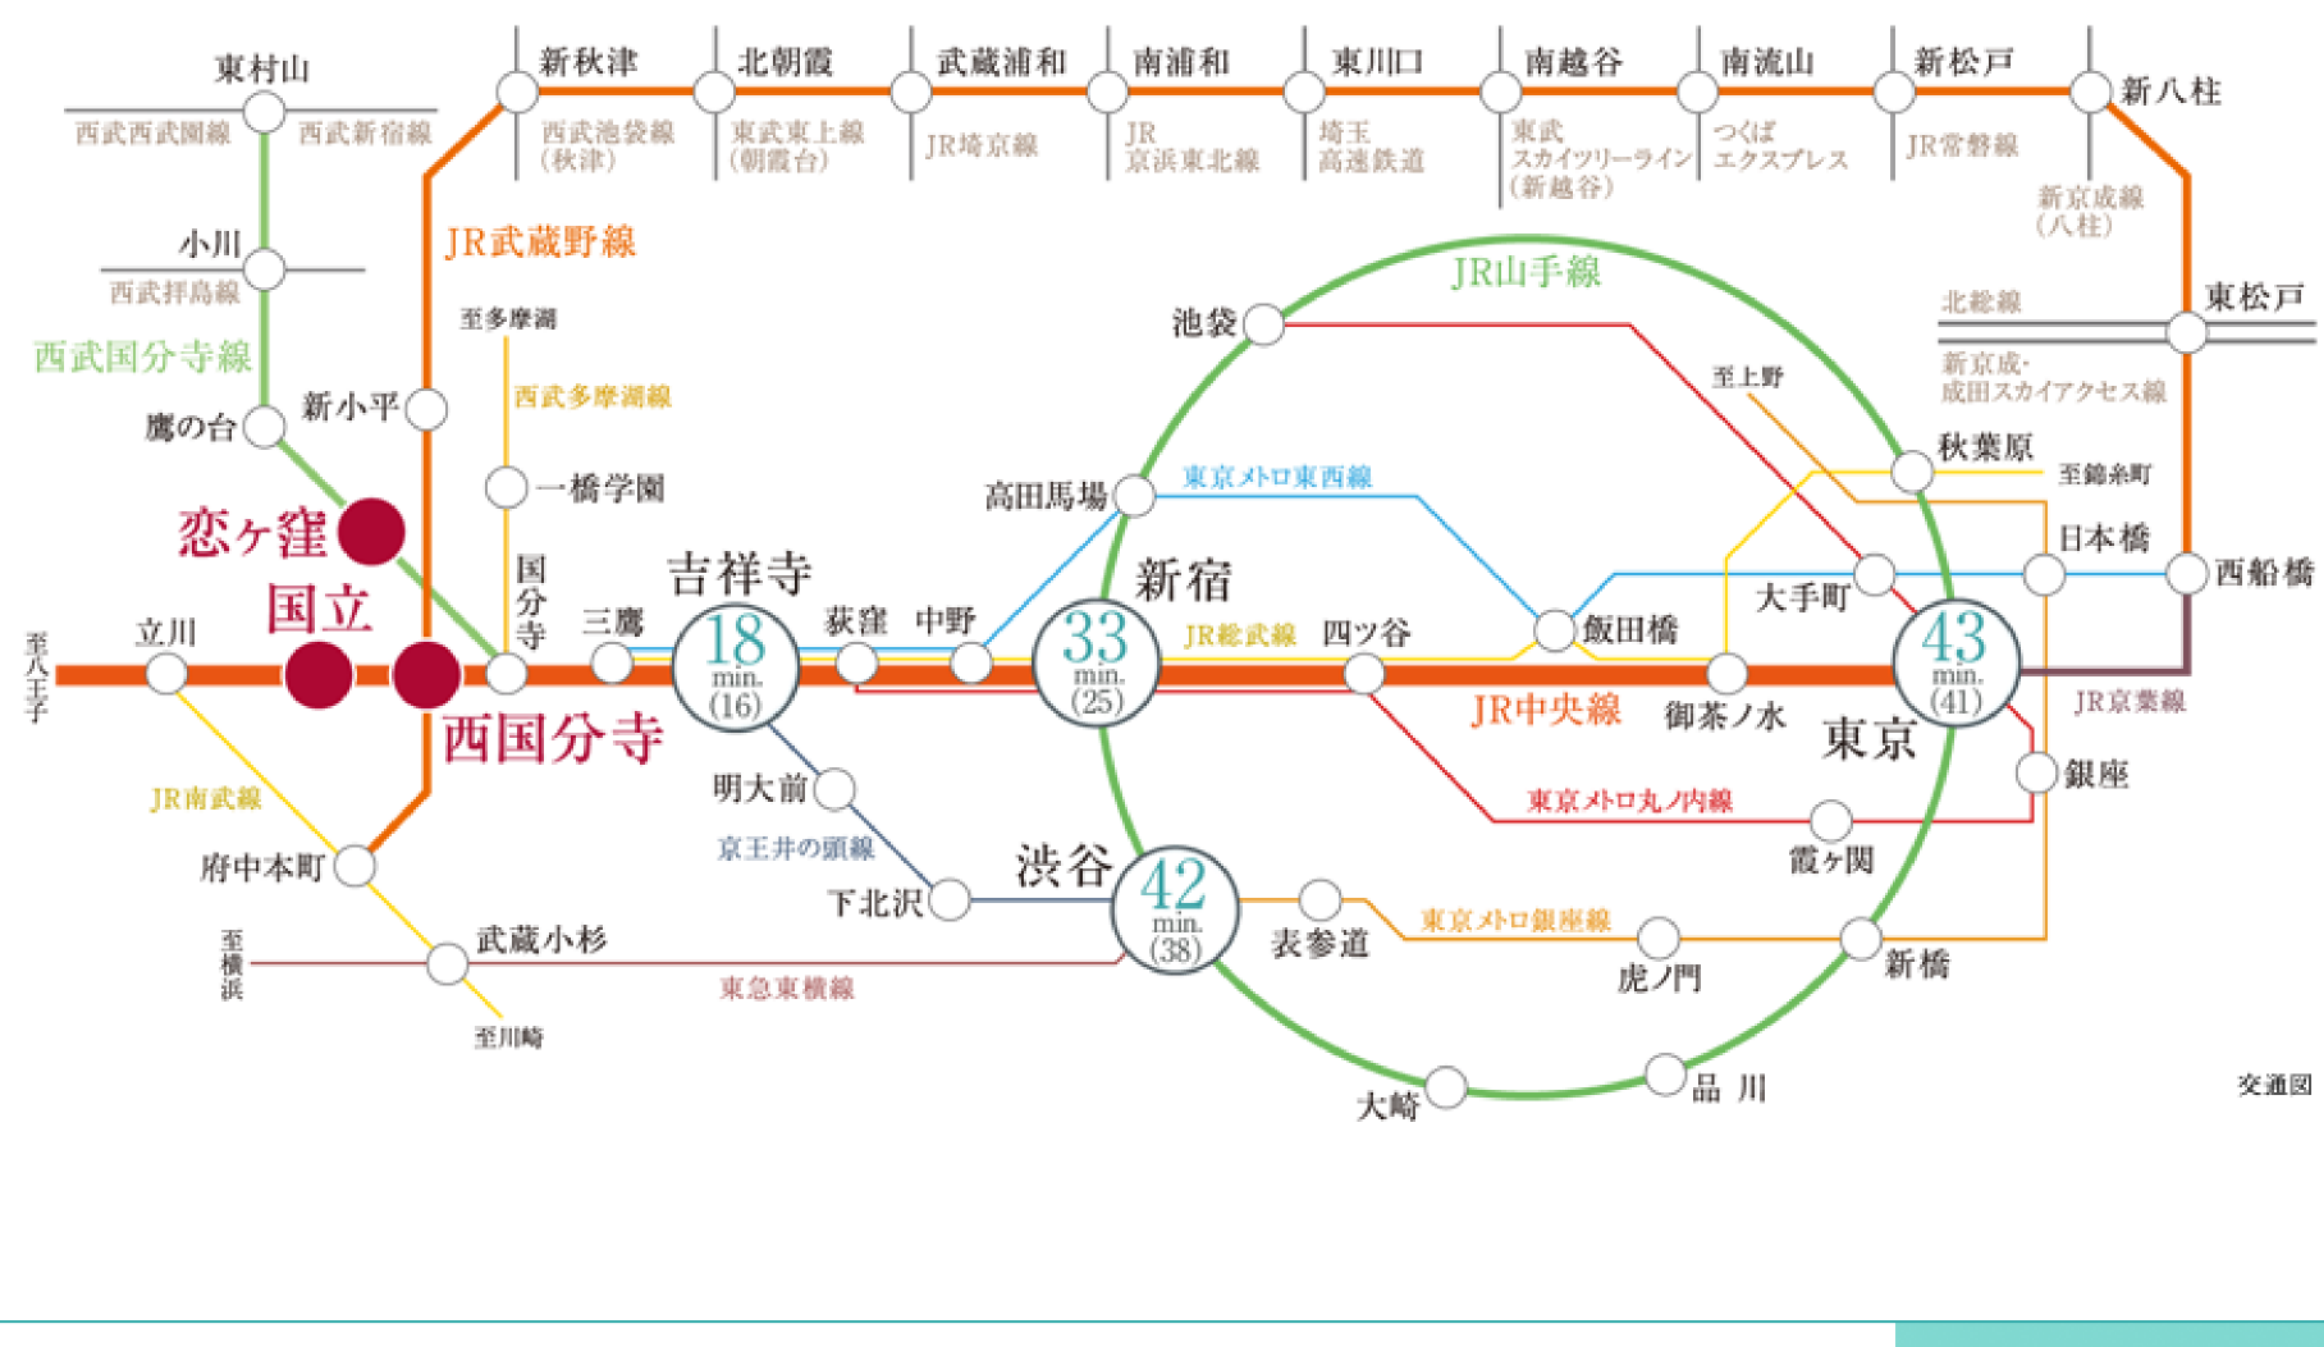 東村山
西武西武園線
西武新宿線
新秋津
西武池袋線
(秋津)
北朝霞
東武東上線
(朝霞台)
武蔵浦和
JR埼京線
南浦和
JR
京浜東北線
東川口
埼玉
高速鉄道
南越谷
東武
スカイツリーライン
(新越谷)
南流山
つくば
エクスプレス
新松戸
JR常磐線
新八柱
新京成線
(八柱)
小川
西武拝島線
JR武蔵野線
JR山手線
西武国分寺線
至多摩湖
西武多摩湖線
池袋
北総線
東松戸
新京成・
成田スカイアクセス線
至上野
鷹の台
新小平
一橋学園
高田馬場
東京メトロ東西線
秋葉原
至錦糸町
恋ヶ窪
国立
国分寺
日本橋
西船橋
大手町
至八王子
立川
三鷹
吉祥寺
18
min.
(16)
荻窪
中野
新宿
33
min.
(25)
JR総武線
四ツ谷
飯田橋
43
min.
(41)
西国分寺
JR中央線
御茶ノ水
東京
JR京葉線
JR南武線
明大前
京王井の頭線
東京メトロ丸ノ内線
銀座
霞ヶ関
府中本町
渋谷
42
min.
(38)
下北沢
表参道
東京メトロ銀座線
虎ノ門
新橋
至横浜
武蔵小杉
東急東横線
至川崎
大崎
品川
交通図